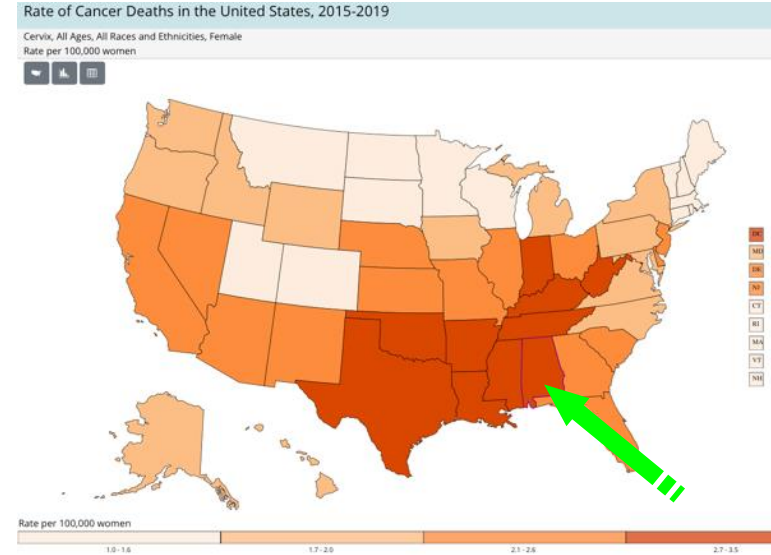 Rate of Cancer Deaths in the United States, 2015-2019
Cervix, All Ages, All Races and Ethnicities, Female
Rate per 100,000 women
DC
MD
DE
NJ
CT
RI
MA
VT
NH
Rate per 100,000 women
1.0 - 1.6 1.7 - 2.0 2.1 - 2.6 2.7 - 3.5